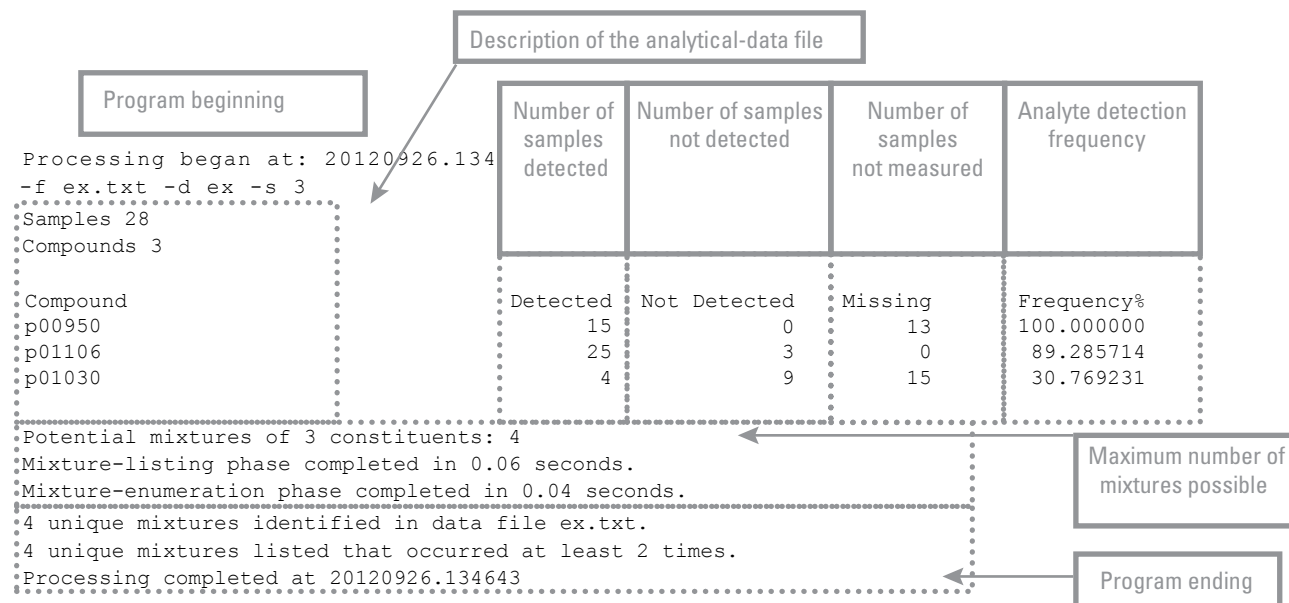 Description of the analytical-data file
Program beginning
Number of
samples
detected
Number of samples
not detected
Number of
samples
not measured
Analyte detection
frequency
Processing began at: 20120926.134
-f ex.txt -d ex -s 3
Samples 28
Compounds 3
Compound Detected Not Detected Missing Frequency%
p00950 15 0 13 100.000000
p01106 25 3 0 89.285714
p01030 4 9 15 30.769231
Potential mixtures of 3 constituents: 4
Mixture-listing phase completed in 0.06 seconds.
Mixture-enumeration phase completed in 0.04 seconds.
Maximum number of
mixtures possible
4 unique mixtures identified in data file ex.txt.
4 unique mixtures listed that occurred at least 2 times.
Processing completed at 20120926.134643
Program ending